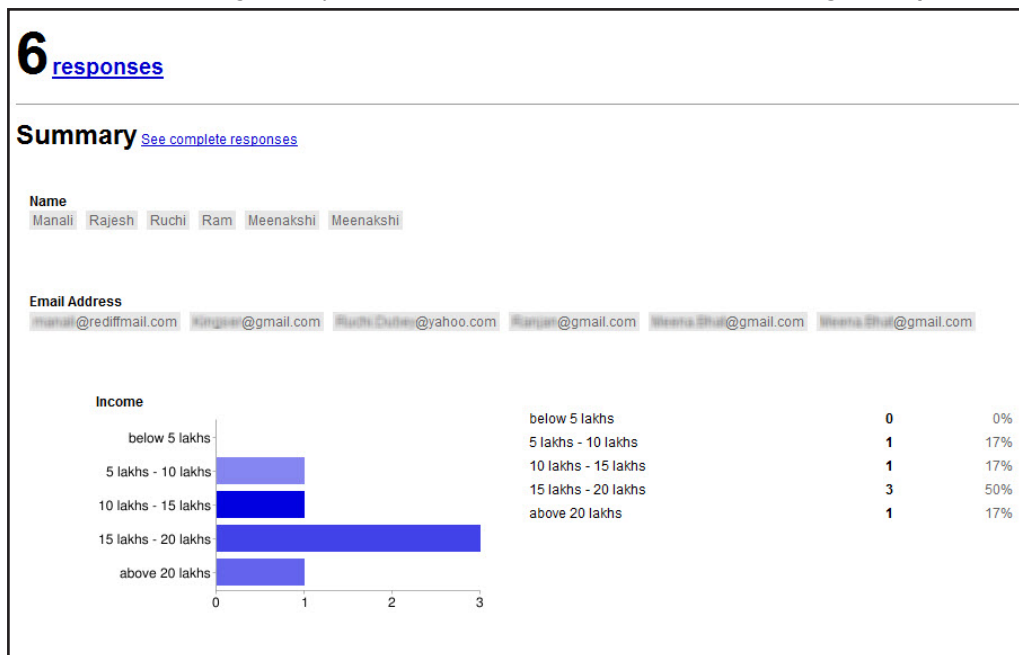 6 responses
Summary See complete responses
Name
Manali Rajesh Ruchi Ram Meenakshi Meenakshi
Email Address
@rediffmail.com @gmail.com @yahoo.com @gmail.com @gmail.com @gmail.com
Income
below 5 lakhs
5 lakhs - 10 lakhs
10 lakhs - 15 lakhs
15 lakhs - 20 lakhs
above 20 lakhs
0 1 2 3
below 5 lakhs 0 0%
5 lakhs - 10 lakhs 1 17%
10 lakhs - 15 lakhs 1 17%
15 lakhs - 20 lakhs 3 50%
above 20 lakhs 1 17%